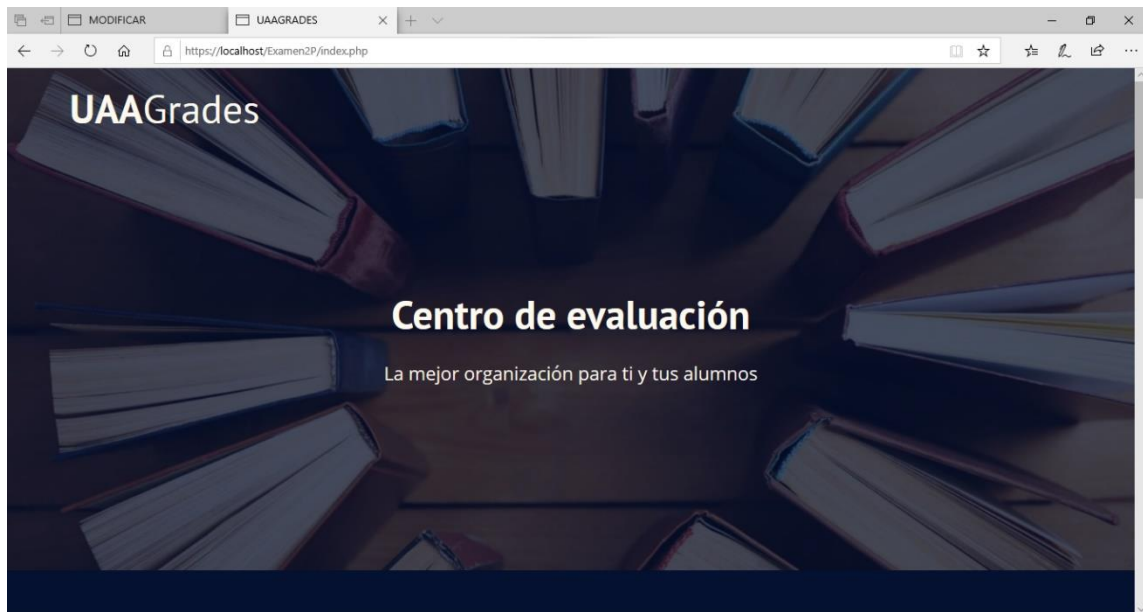 MODIFICAR
UAAGRADES
https://localhost/Examen2P/index.php
UAAGrades
Centro de evaluación
La mejor organización para ti y tus alumnos